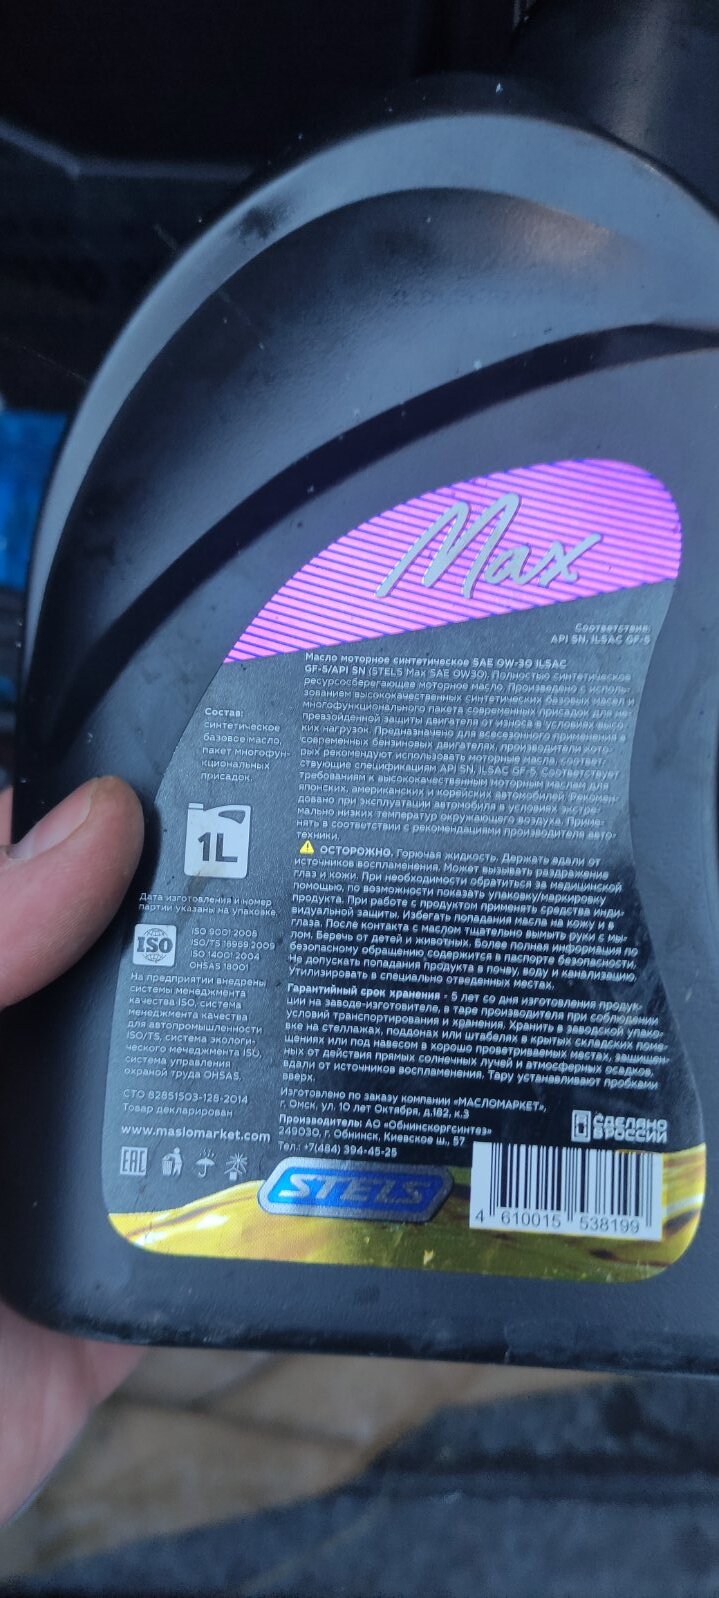 Max
Соответствия:
API SN, ILSAC GF-5
Масло моторное синтетическое SAE 0W-30 ILSAC
GF-5/API SN (STELS Max SAE 0W30). Полностью синтетическое
ресурсосберегающее моторное масло. Произведено с исполь-
зованием высококачественных синтетических базовых масел и
многофункционального пакета современных присадок для не-
превзойденной защиты двигателя от износа в условиях высо-
ких нагрузок. Предназначено для всесезонного применения в
современных бензиновых двигателях, производители кото-
рых рекомендуют использовать моторные масла, соответ-
ствующие спецификациям API SN, ILSAC GF-5. Соответствует
требованиям к высококачественным моторным маслам для
японских, американских и корейских автомобилей. Рекомен-
довано при эксплуатации автомобиля в условиях экстре-
мально низких температур окружающего воздуха. Приме-
нять в соответствии с рекомендациями производителя авто-
техники.
ОСТОРОЖНО. Горючая жидкость. Держать вдали от
источников воспламенения. Может вызывать раздражение
глаз и кожи. При необходимости обратиться за медицинской
помощью, по возможности показать упаковку/маркировку
продукта. При работе с продуктом применять средства инди-
видуальной защиты. Избегать попадания масла на кожу и в
глаза. После контакта с маслом тщательно вымыть руки с мы-
лом. Беречь от детей и животных. Более полная информация по
безопасному обращению содержится в паспорте безопасности.
Не допускать попадания продукта в почву, воду и канализацию.
Утилизировать в специально отведенных местах.
Гарантийный срок хранения - 5 лет со дня изготовления продук-
ции на заводе-изготовителе, в таре производителя при соблюдении
условий транспортирования и хранения. Хранить в заводской упаков-
вке на стеллажах, поддонах или штабелях в крытых складских поме-
щениях или под навесом в хорошо проветриваемых местах, защищен-
ных от действия прямых солнечных лучей и атмосферных осадков,
вдали от источников воспламенения. Тару устанавливают пробками
вверх.
Изготовлено по заказу компании «МАСЛОМАРКЕТ»,
г. Омск, ул. 10 лет Октября, д.182, к.3
Производитель: АО «Обнинскоргсинтез»
249030, г. Обнинск, Киевское ш., 57
Тел.: +7(484) 394-45-25
Состав:
синтетическое
базовое масло,
пакет многофун-
кциональных
присадок.
1L
Дата изготовления и номер
партии указаны на упаковке.
ISO
ISO 9001 2008
ISO/TS 16969 2009
ISO 14001 2004
OHSAS 18001
На предприятии внедрены
системы менеджмента
качества ISO, система
менеджмента качества
для автопромышленности
ISO/TS, система экологи-
ческого менеджмента ISO,
система управления
охраной труда OHSAS.
СТО 82851503-128-2014
Товар декларирован
www.maslomarket.com
EAC
СДЕЛАНО
В РОССИИ
STELS
4 610015 538199